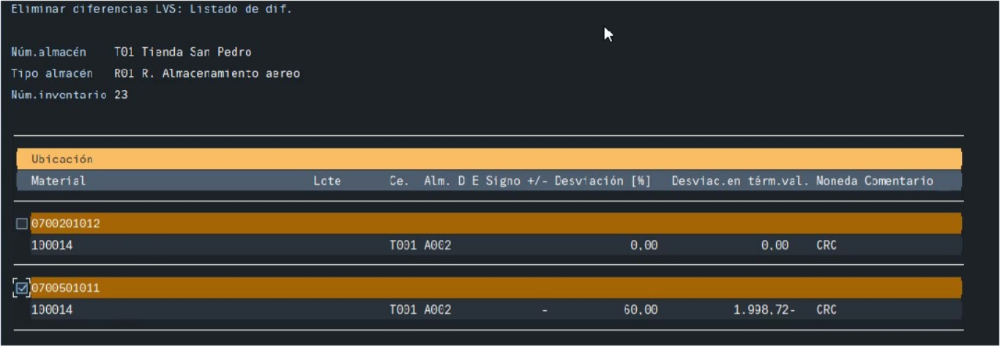 Eliminar diferencias LVS: Listado de dif.
Núm.almacén T01 Tienda San Pedro
Tipo almacén R01 R. Almacenamiento aereo
Núm.inventario 23
Ubicación
Material Lote Ce. Alm. D E Signo +/- Desviación [%] Desviac.en térm.val. Moneda Comentario
0700201012
100014 T001 A002 0,00 0,00 CRC
0700501011
100014 T001 A002 - 60,00 1.998,72- CRC